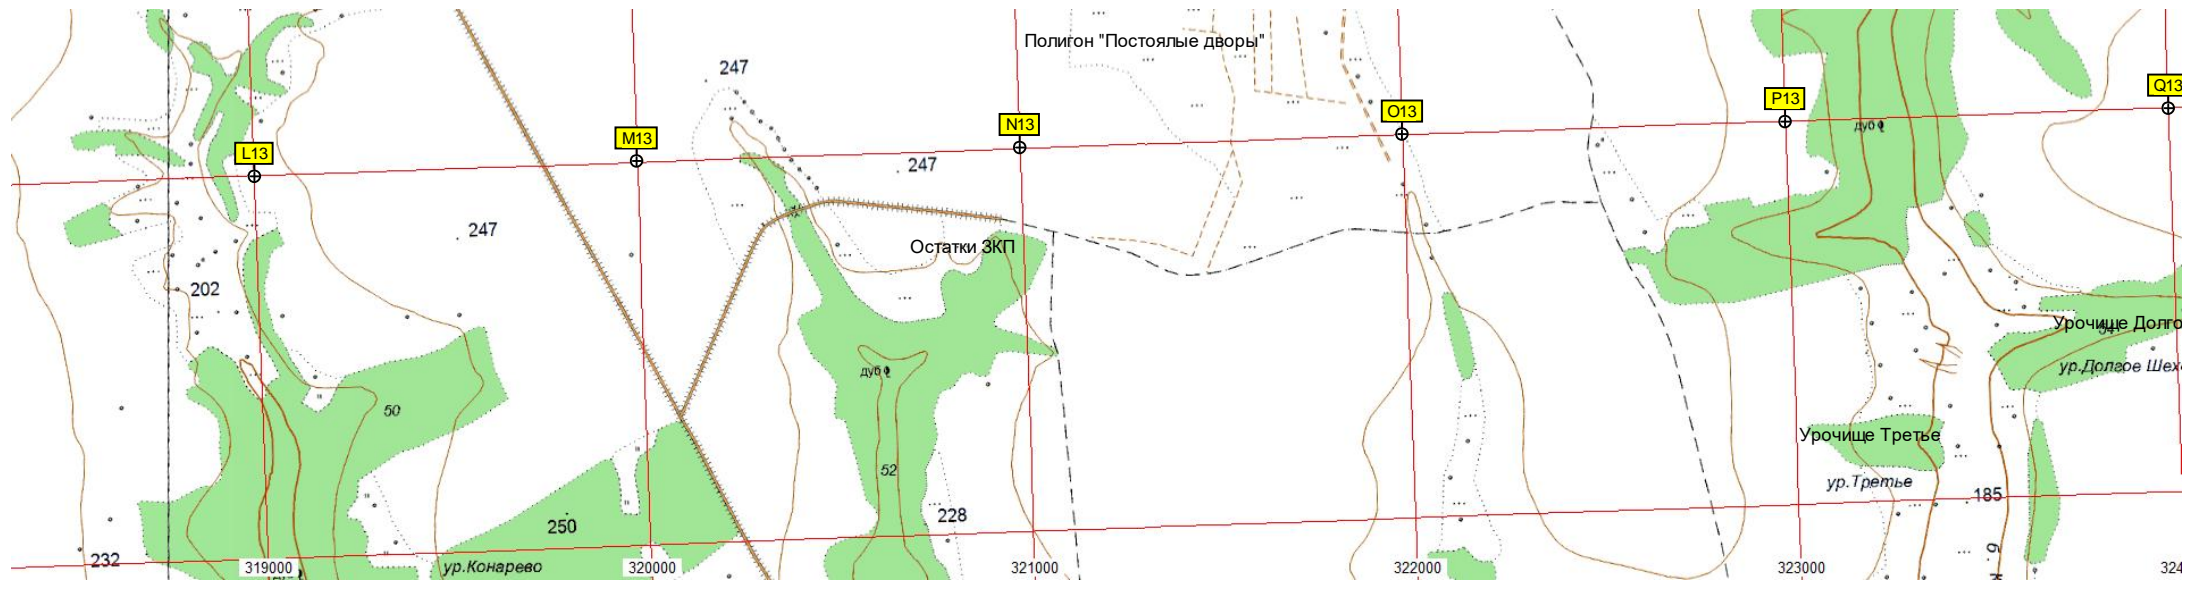 Полигон "Постоялые дворы"
247
Q13
P13
O13
N13
дуб
M13
L13
247
247
Остатки ЗКП
202
Урочище Долго
54
ур.Долгое Шех
дуб
50
Урочище Третье
52
ур.Третье
185
228
250
б.
232
ур.Конарево
319000
320000
321000
322000
323000
324